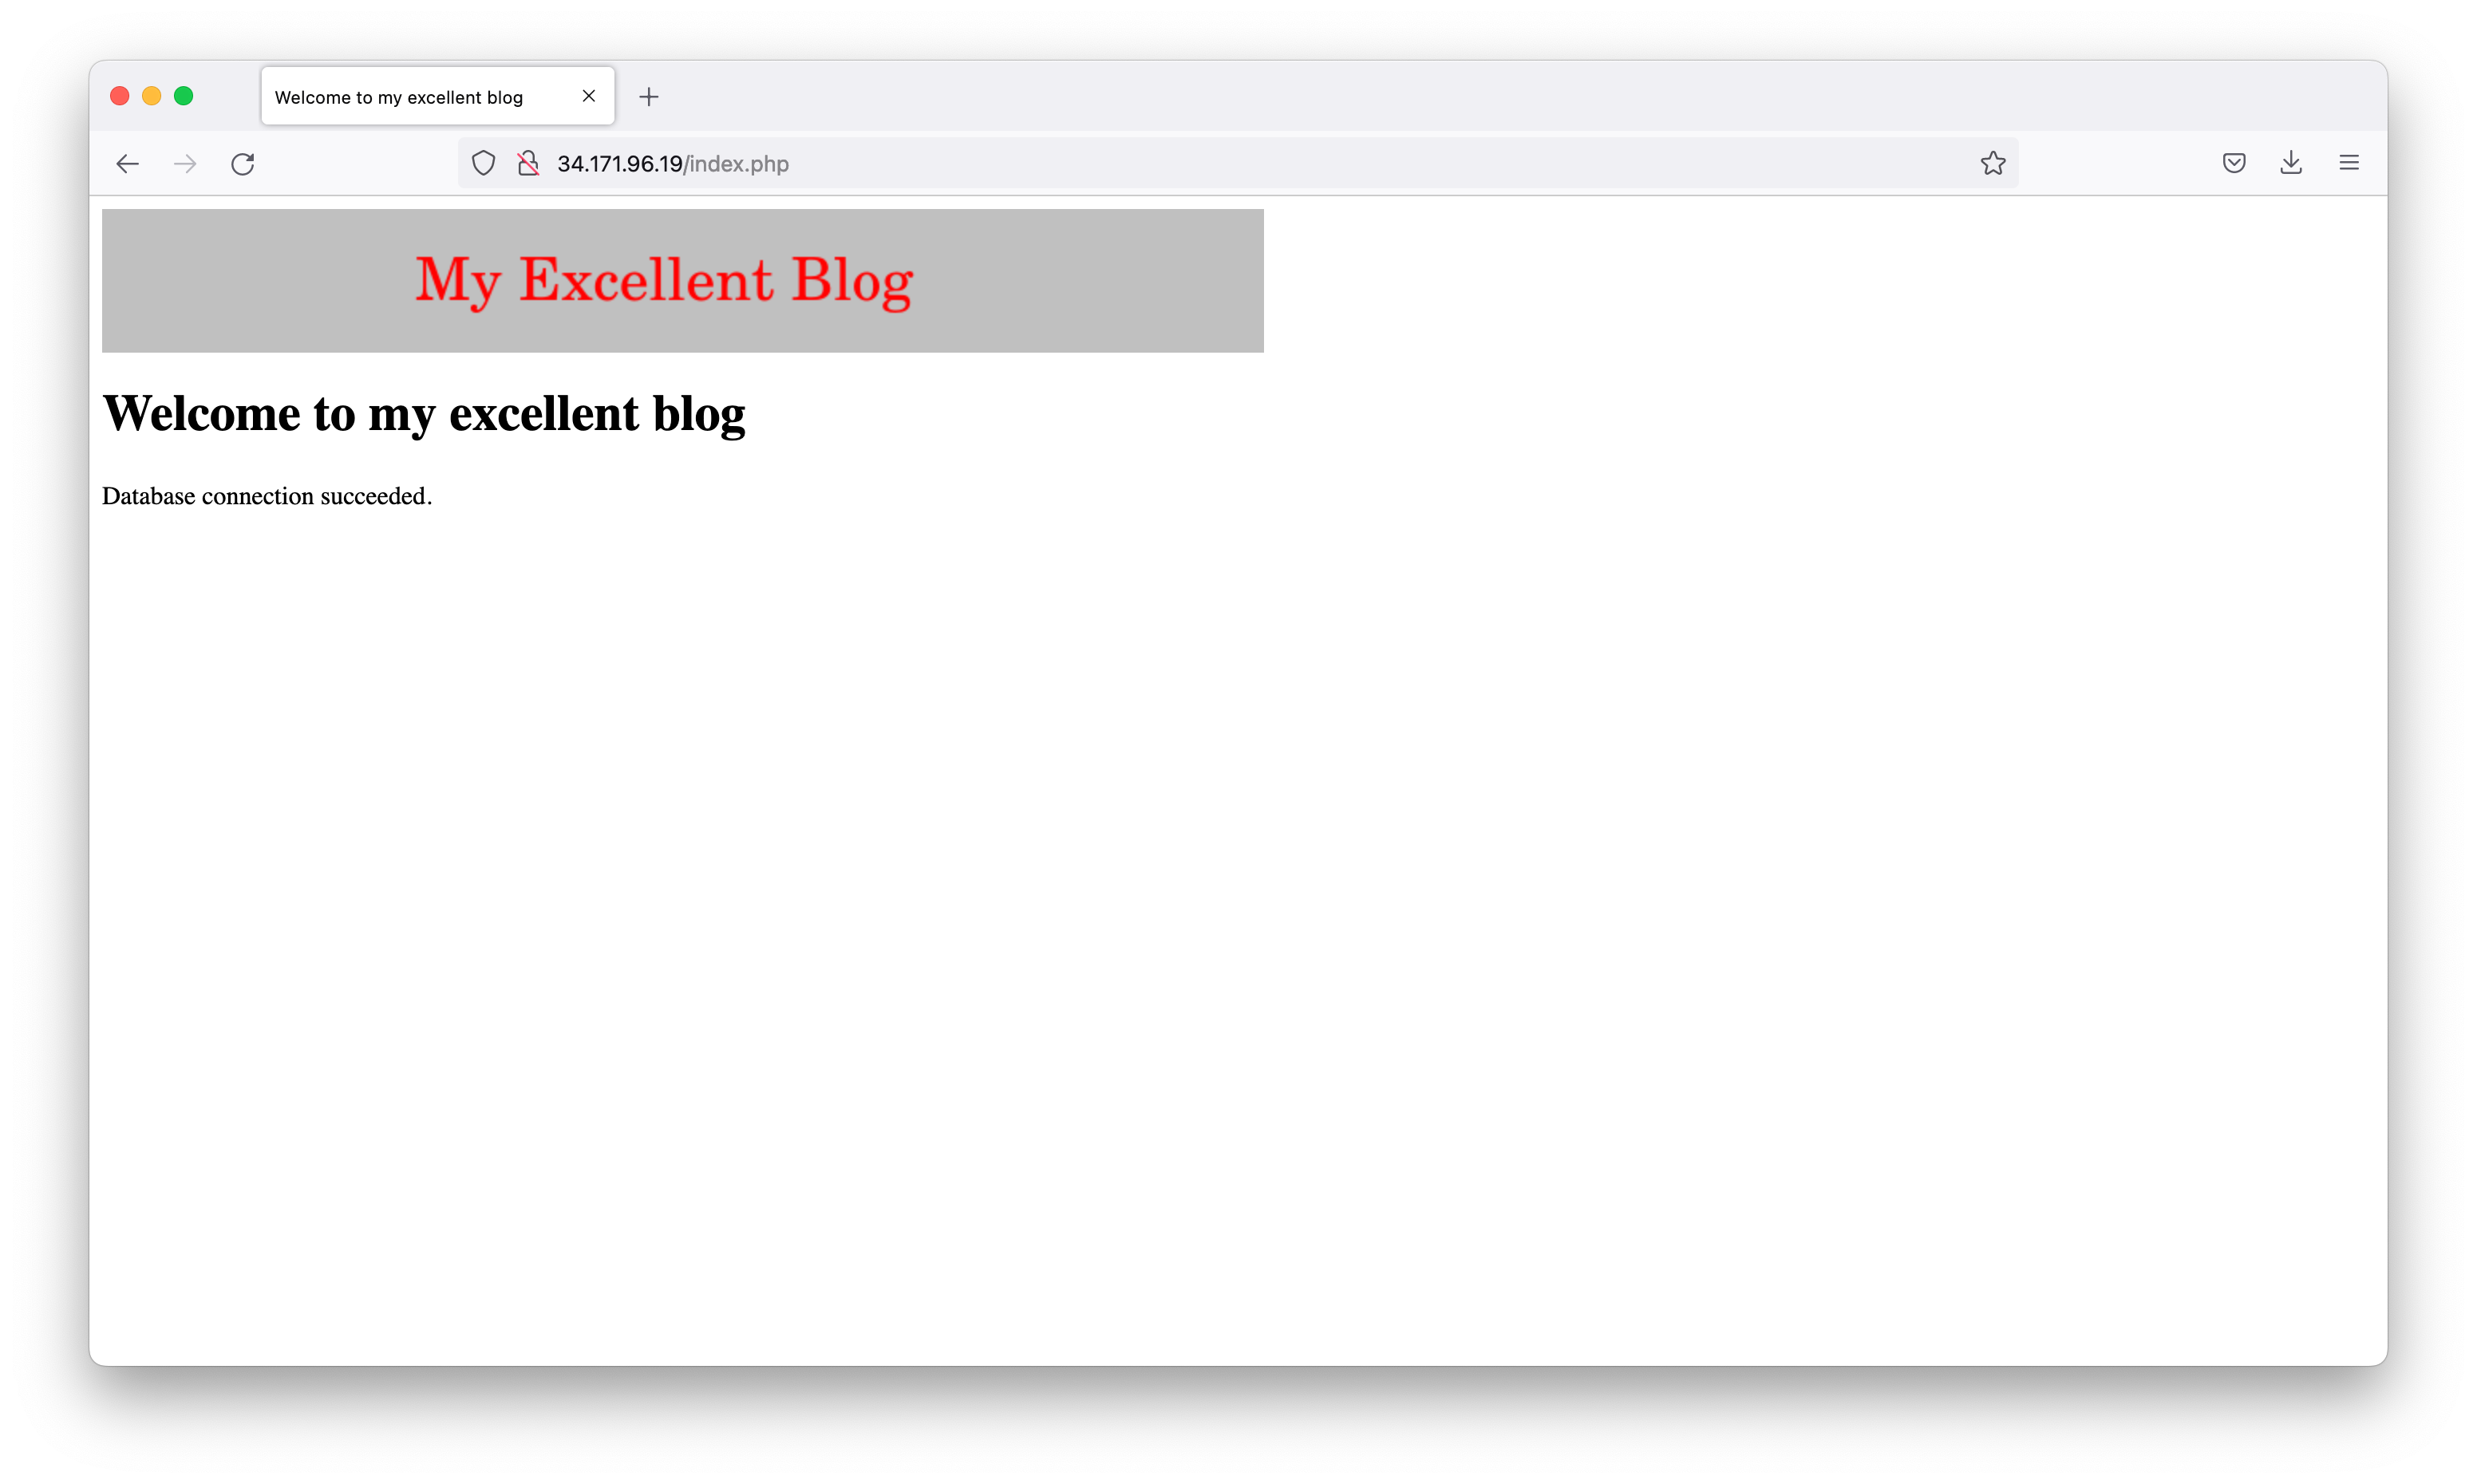 Welcome to my excellent blog
34.171.96.19/index.php
My Excellent Blog
Welcome to my excellent blog
Database connection succeeded.